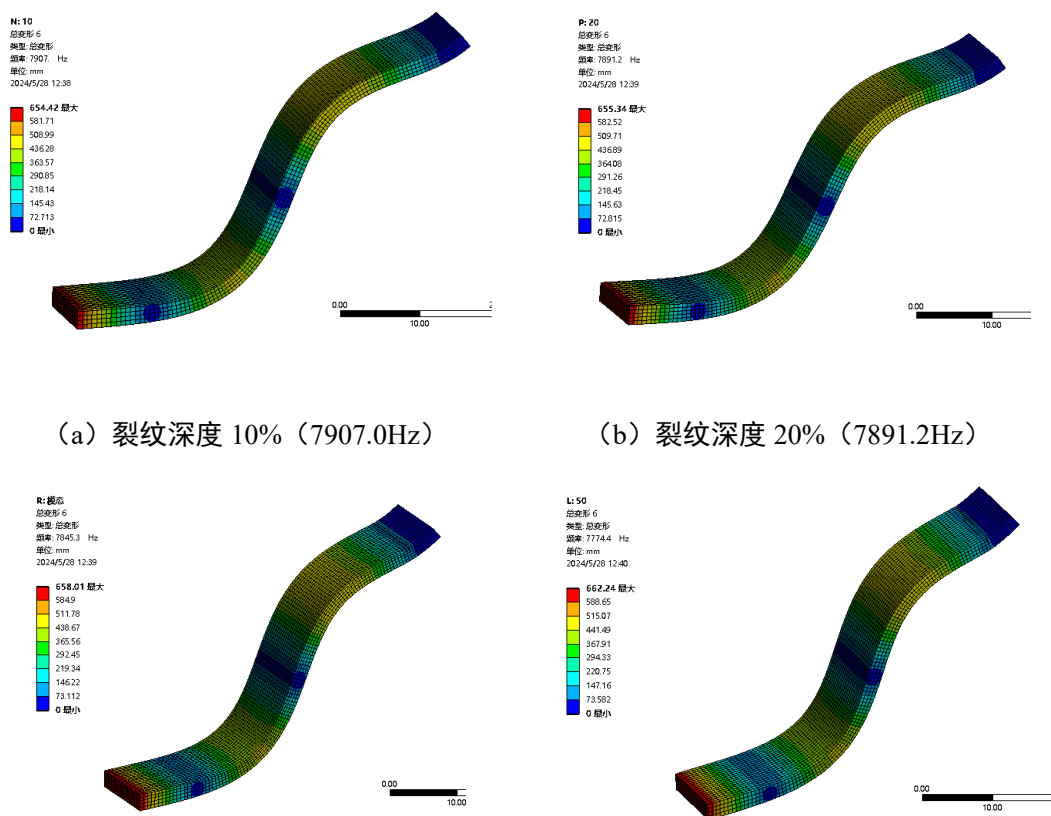 N: 10
总变形 6
类型: 总变形
频率: 7907. Hz
单位: mm
2024/5/28 12:38
654.42 最大
581.71
508.99
436.28
363.57
290.85
218.14
145.43
72.713
0 最小
0.00
10.00
P: 20
总变形 6
类型: 总变形
频率: 7891.2 Hz
单位: mm
2024/5/28 12:39
655.34 最大
582.52
509.71
436.89
364.08
291.26
218.45
145.63
72.815
0 最小
0.00
10.00
(a)裂纹深度 10%(7907.0Hz)
(b)裂纹深度 20%(7891.2Hz)
R: 模态
总变形 6
类型: 总变形
频率: 7845.3 Hz
单位: mm
2024/5/28 12:39
658.01 最大
584.9
511.78
438.67
365.56
292.45
219.34
146.22
73.112
0 最小
0.00
10.00
L: 50
总变形 6
类型: 总变形
频率: 7774.4 Hz
单位: mm
2024/5/28 12:40
662.24 最大
588.65
515.07
441.49
367.91
294.33
220.75
147.16
73.582
0 最小
0.00
10.00